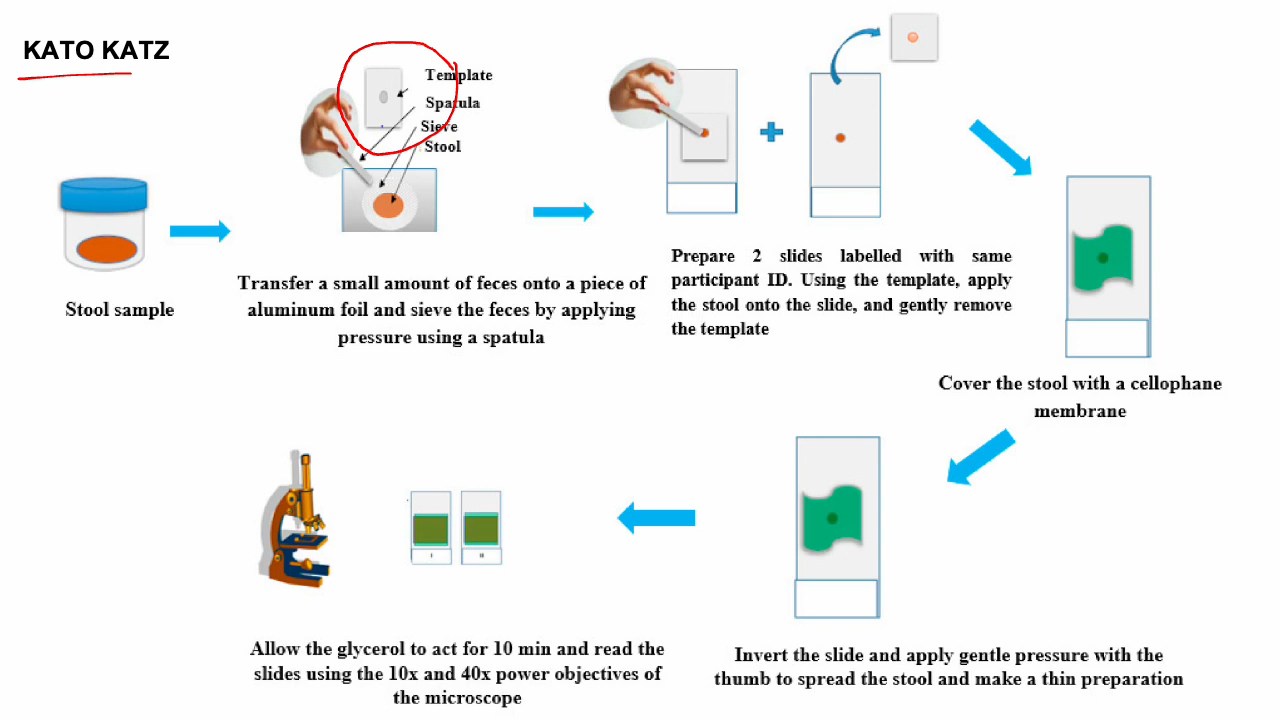 KATO KATZ
Template
Spatula
Sieve
Stool
Stool sample
Transfer a small amount of feces onto a piece of
aluminum foil and sieve the feces by applying
pressure using a spatula
Prepare 2 slides labelled with same
participant ID. Using the template, apply
the stool onto the slide, and gently remove
the template
Cover the stool with a cellophane
membrane
Invert the slide and apply gentle pressure with the
thumb to spread the stool and make a thin preparation
I
II
Allow the glycerol to act for 10 min and read the
slides using the 10x and 40x power objectives of
the microscope